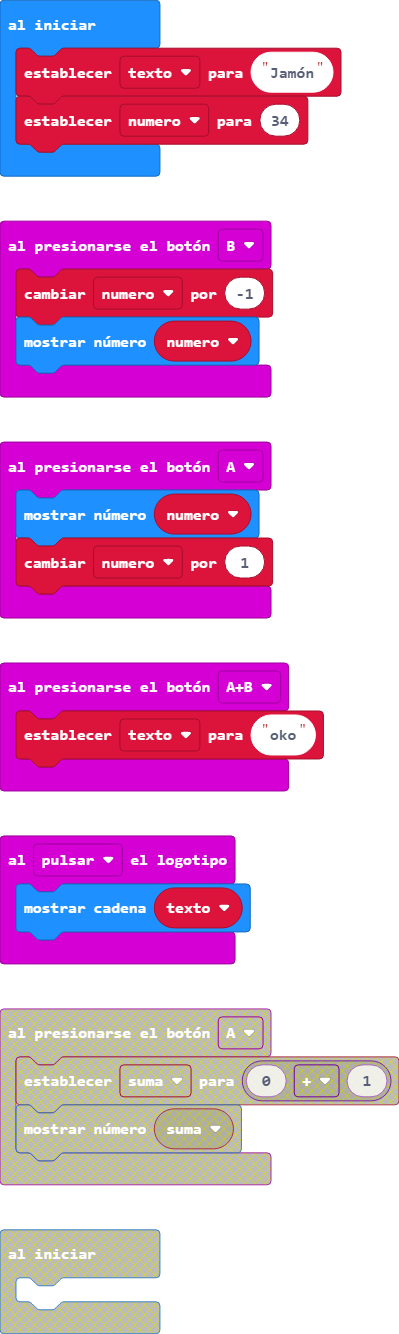 al iniciar
establecer texto para "Jamón"
establecer numero para 34
al presionarse el botón B
cambiar numero por -1
mostrar número numero
al presionarse el botón A
mostrar número numero
cambiar numero por 1
al presionarse el botón A+B
establecer texto para "oko"
al pulsar el logotipo
mostrar cadena texto
al presionarse el botón A
establecer suma para 0 + 1
mostrar número suma
al iniciar